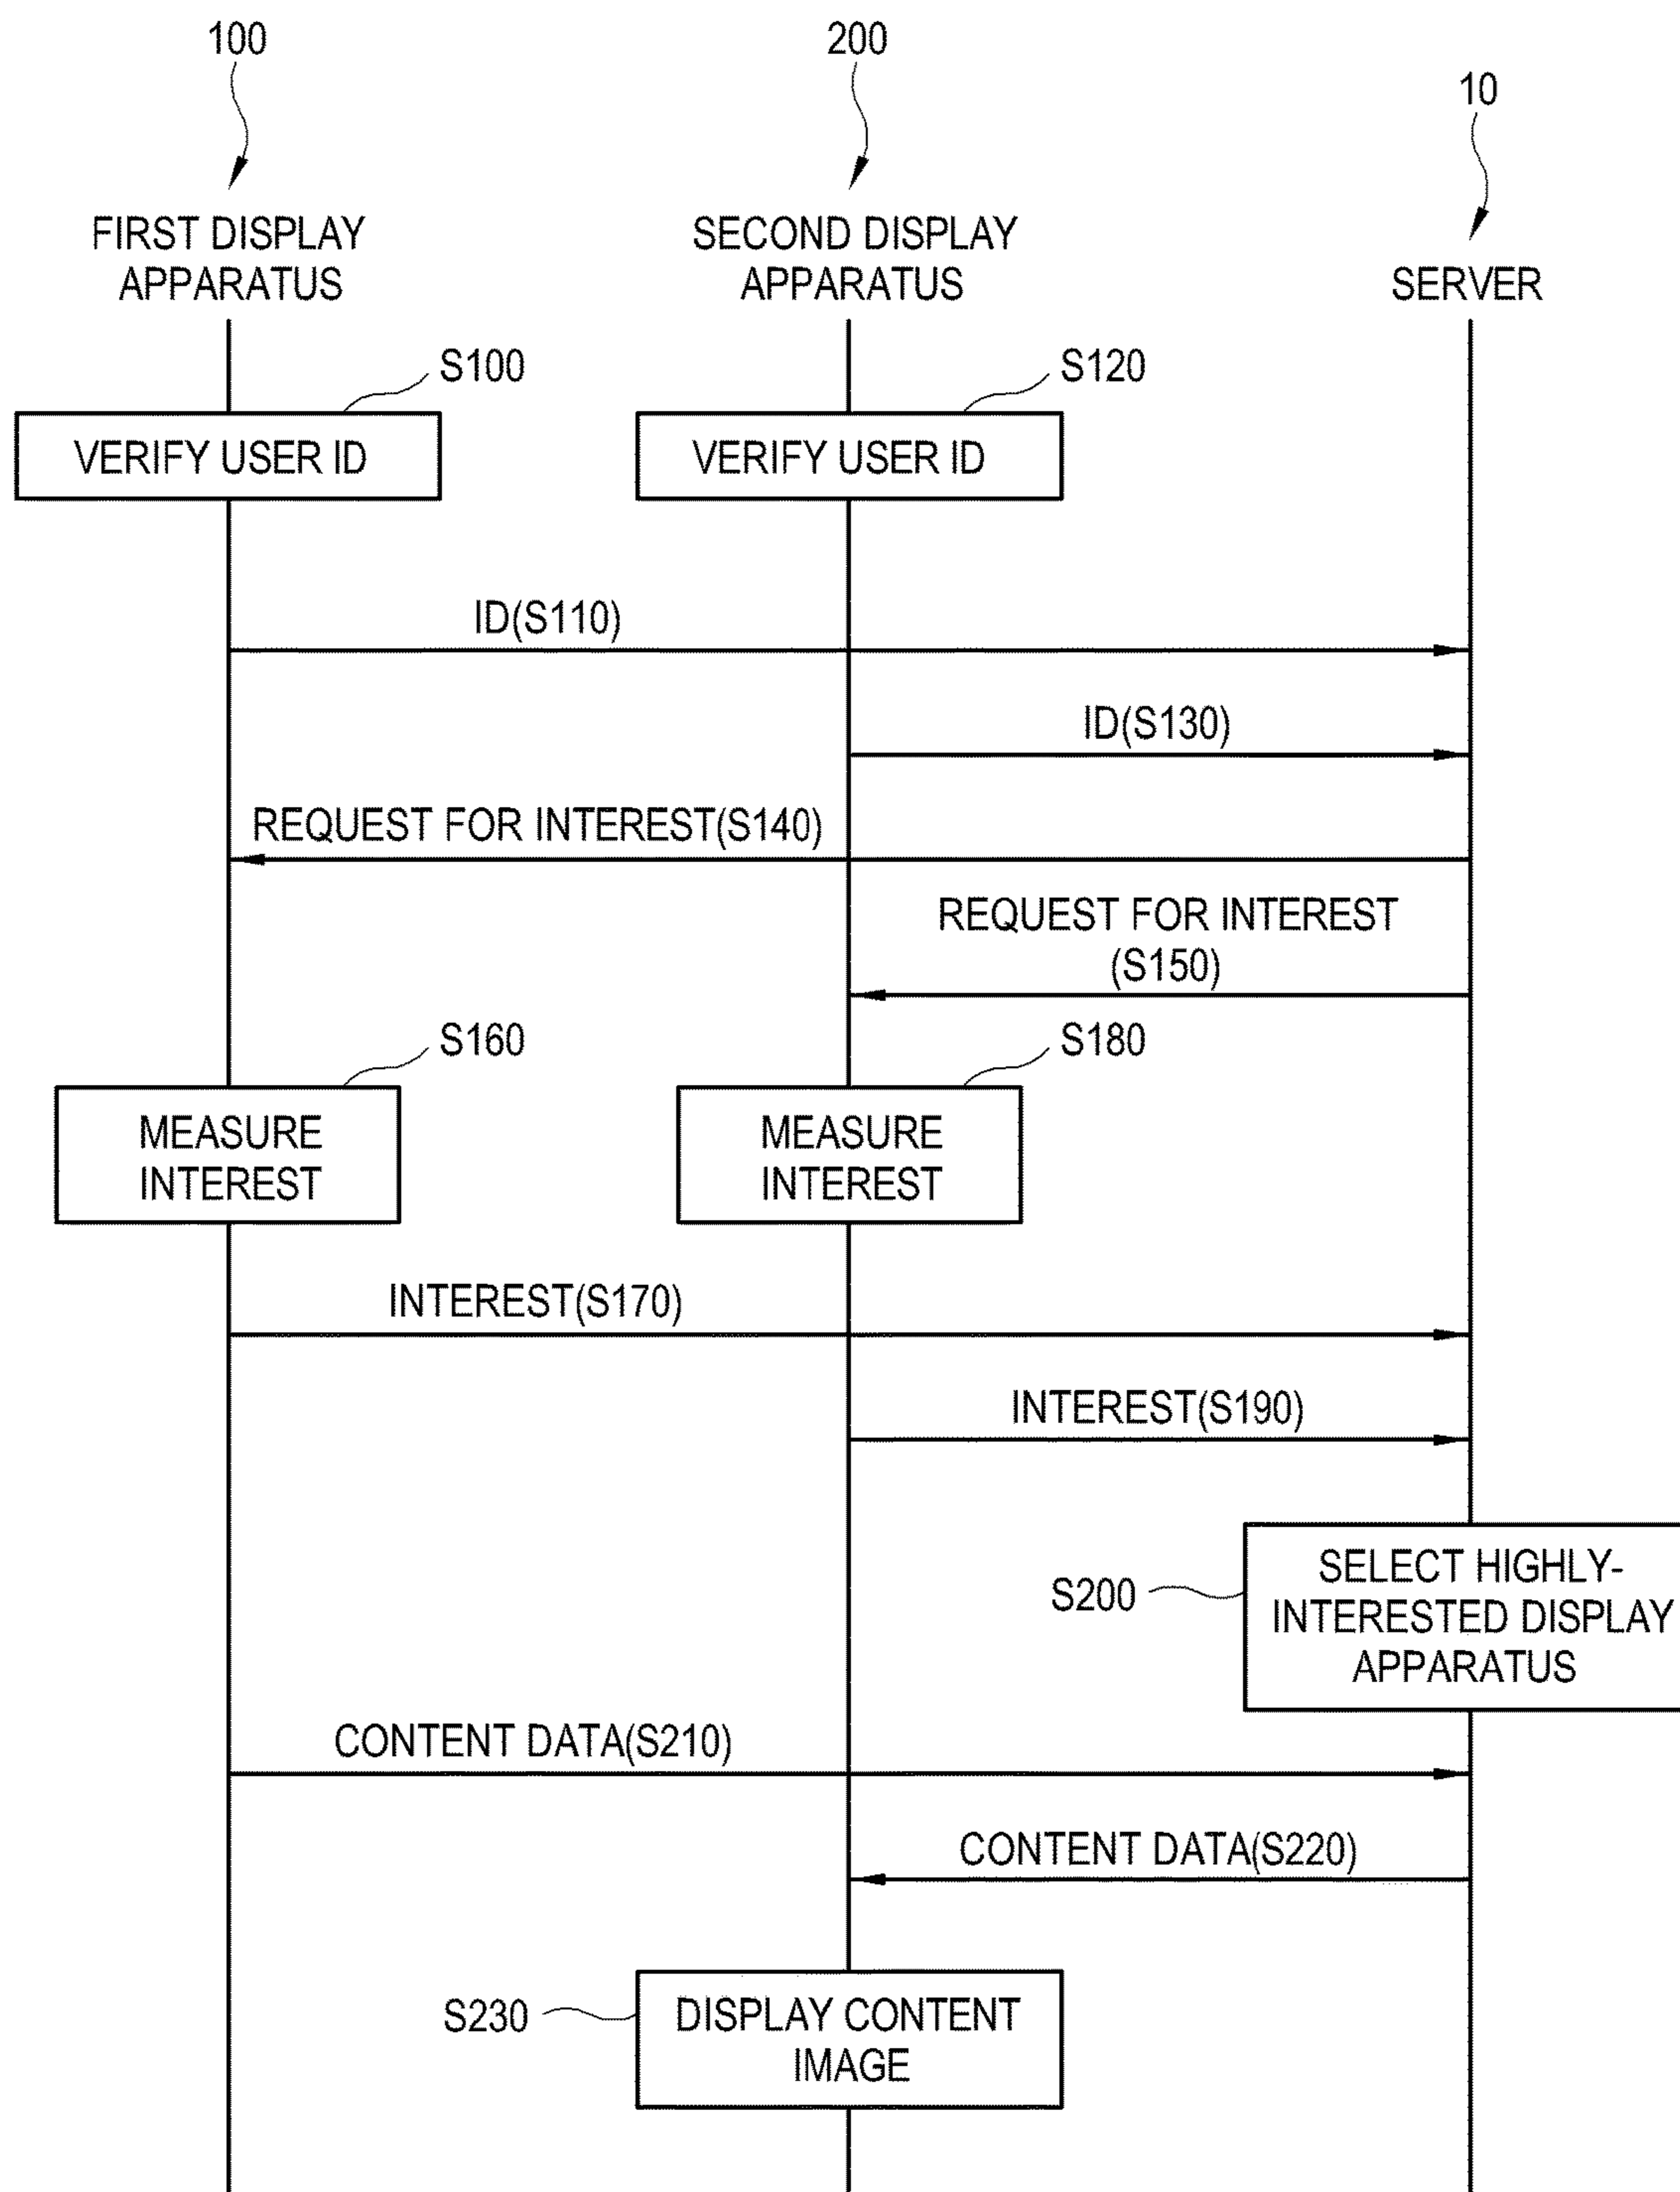 100
200
10
FIRST DISPLAY
APPARATUS
SECOND DISPLAY
APPARATUS
SERVER
S100
S120
VERIFY USER ID
VERIFY USER ID
ID(S110)
ID(S130)
REQUEST FOR INTEREST(S140)
REQUEST FOR INTEREST
(S150)
S160
S180
MEASURE
INTEREST
MEASURE
INTEREST
INTEREST(S170)
INTEREST(S190)
S200
SELECT HIGHLY-
INTERESTED DISPLAY
APPARATUS
CONTENT DATA(S210)
CONTENT DATA(S220)
S230
DISPLAY CONTENT
IMAGE